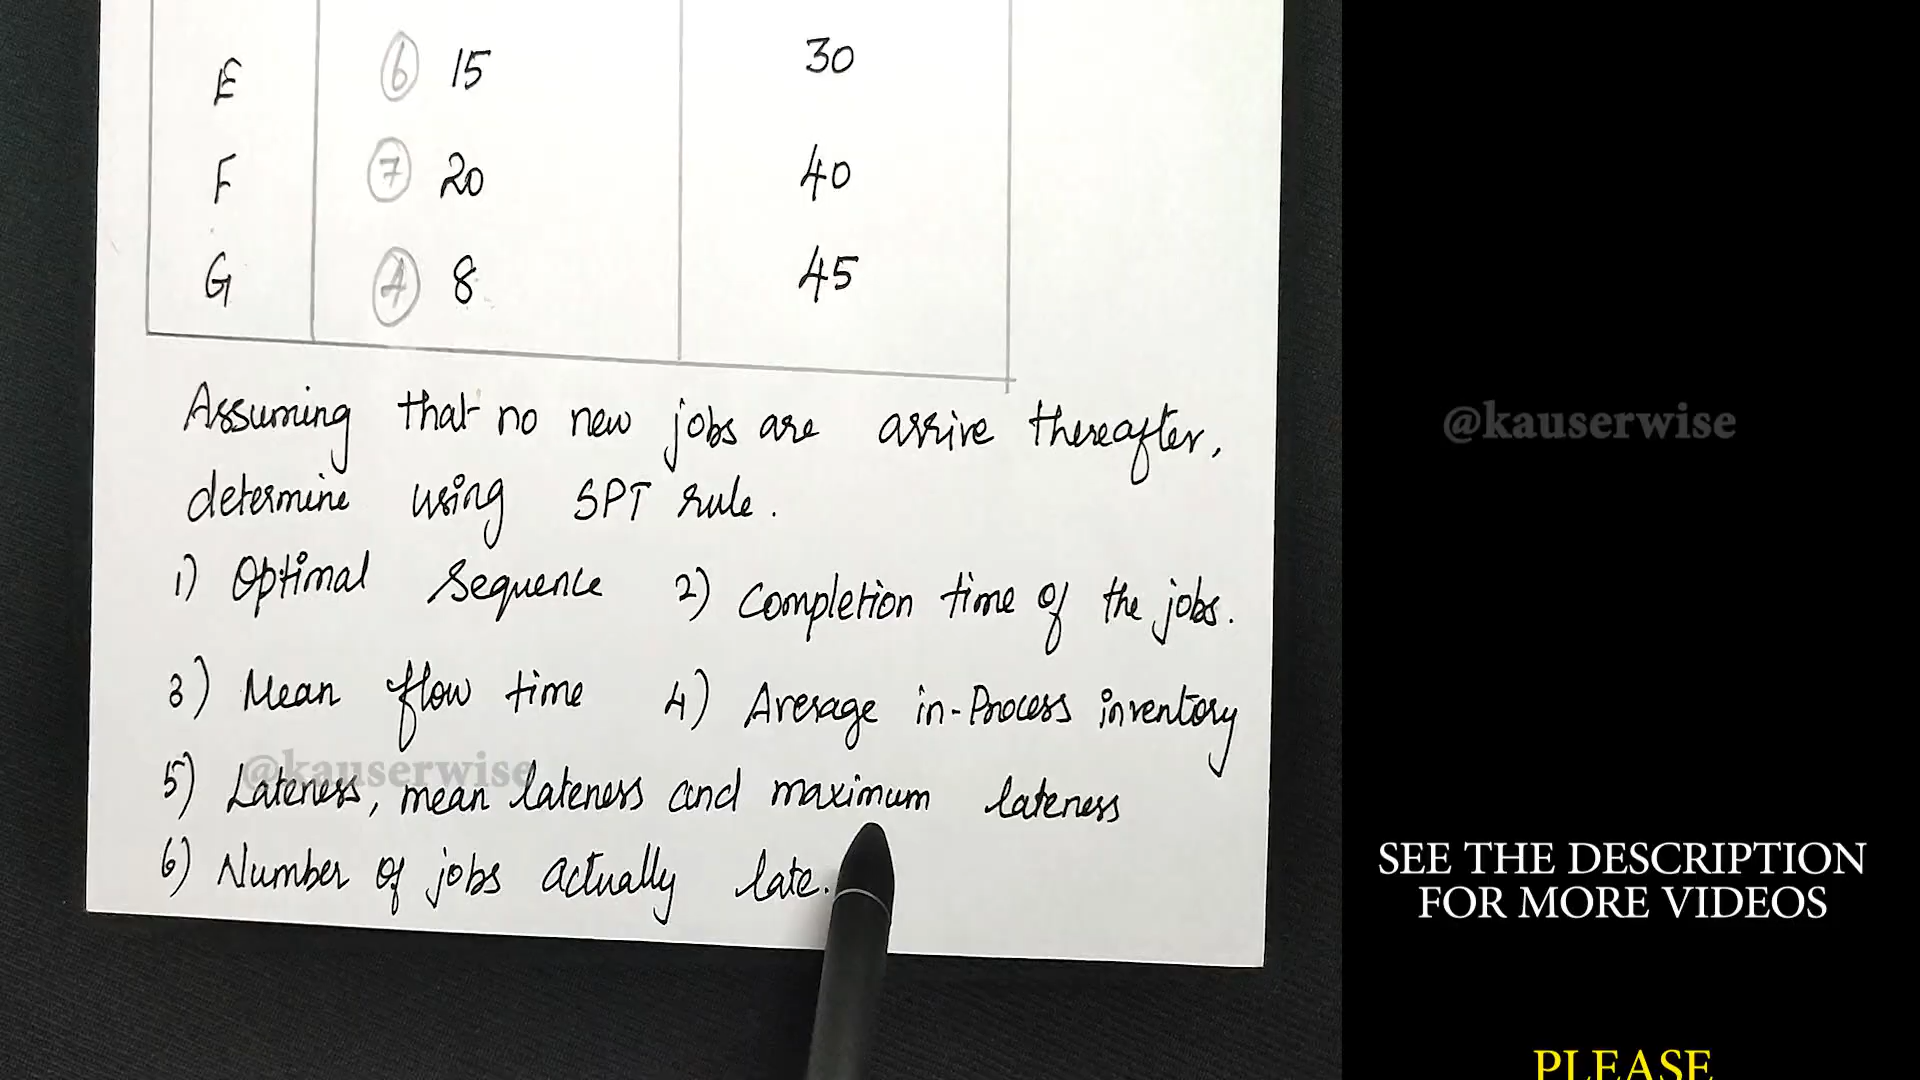 E 6 15 30
F 7 20 40
G 4 8 45
Assuming that no new jobs are arrive thereafter,
determine using SPT rule.
1) Optimal sequence 2) Completion time of the jobs.
3) Mean flow time 4) Average in-Process inventory
5) Lateness, mean lateness and maximum lateness
6) Number of jobs actually late.
@kauserwise
@kauserwise
SEE THE DESCRIPTION
FOR MORE VIDEOS
PLEASE